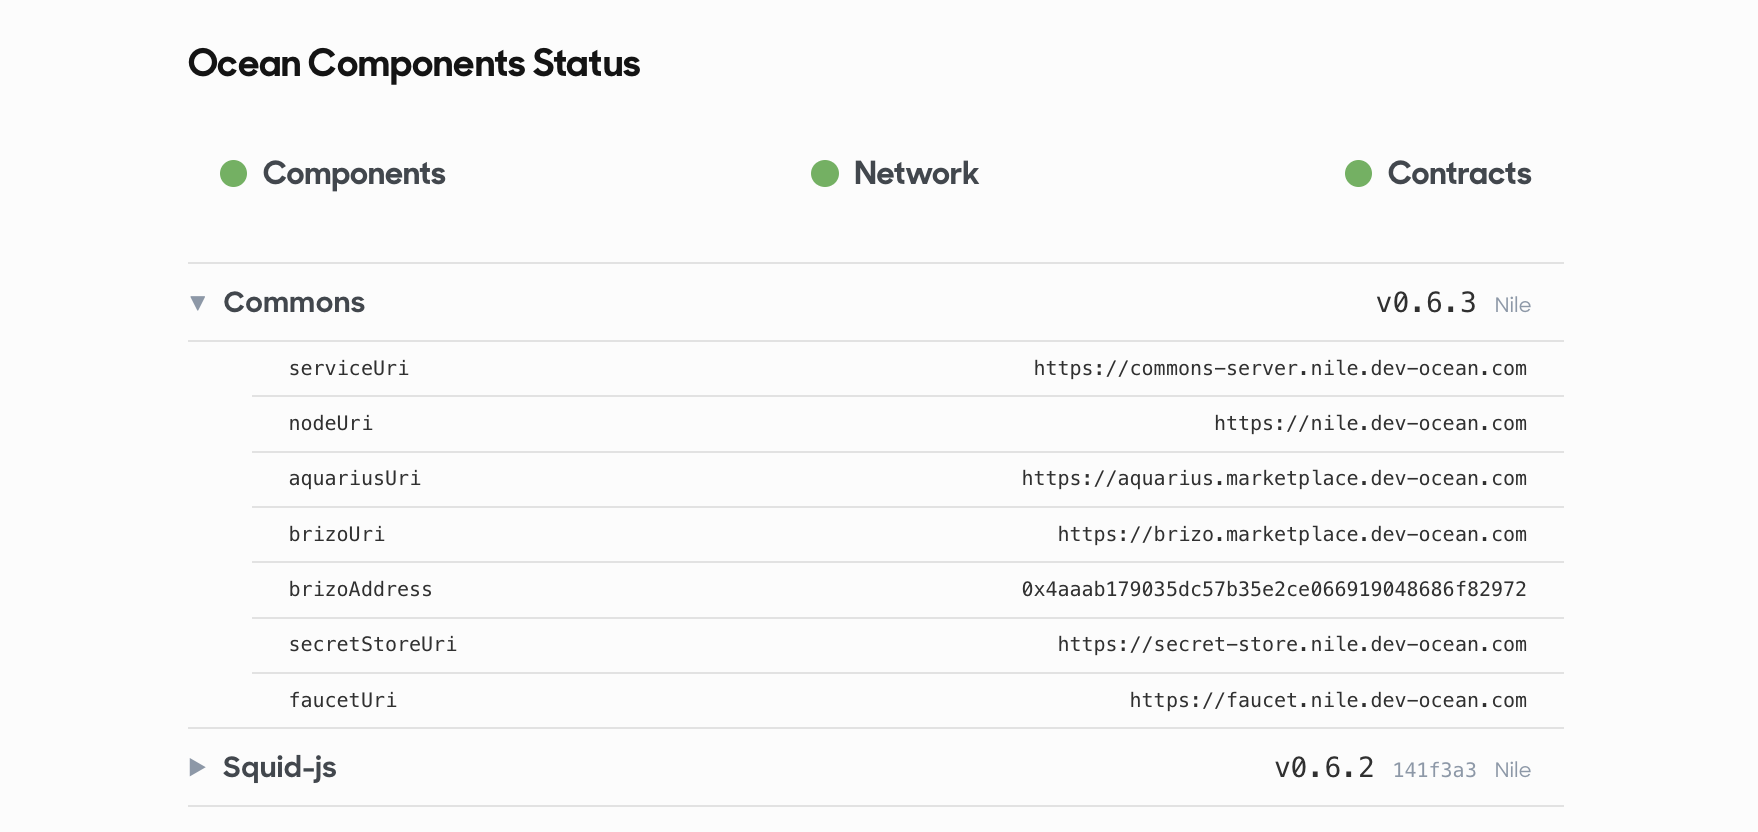 Ocean Components Status
Components Network Contracts
Commons v0.6.3 Nile
serviceUri https://commons-server.nile.dev-ocean.com
nodeUri https://nile.dev-ocean.com
aquariusUri https://aquarius.marketplace.dev-ocean.com
brizoUri https://brizo.marketplace.dev-ocean.com
brizoAddress 0x4aaab179035dc57b35e2ce066919048686f82972
secretStoreUri https://secret-store.nile.dev-ocean.com
faucetUri https://faucet.nile.dev-ocean.com
Squid-js v0.6.2 141f3a3 Nile